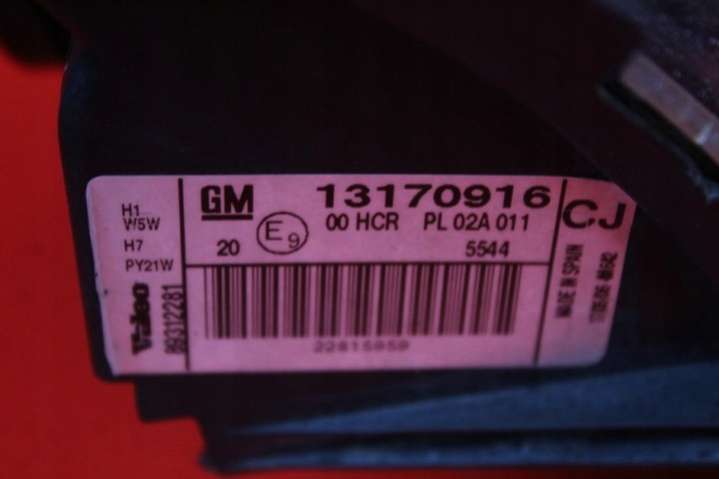 H1
W5W
H7
PY21W
Valeo
89312281
GM 13170916
E9 00 HCR PL 02A 011
20 5544
22815959
CJ
MADE IN SPAIN